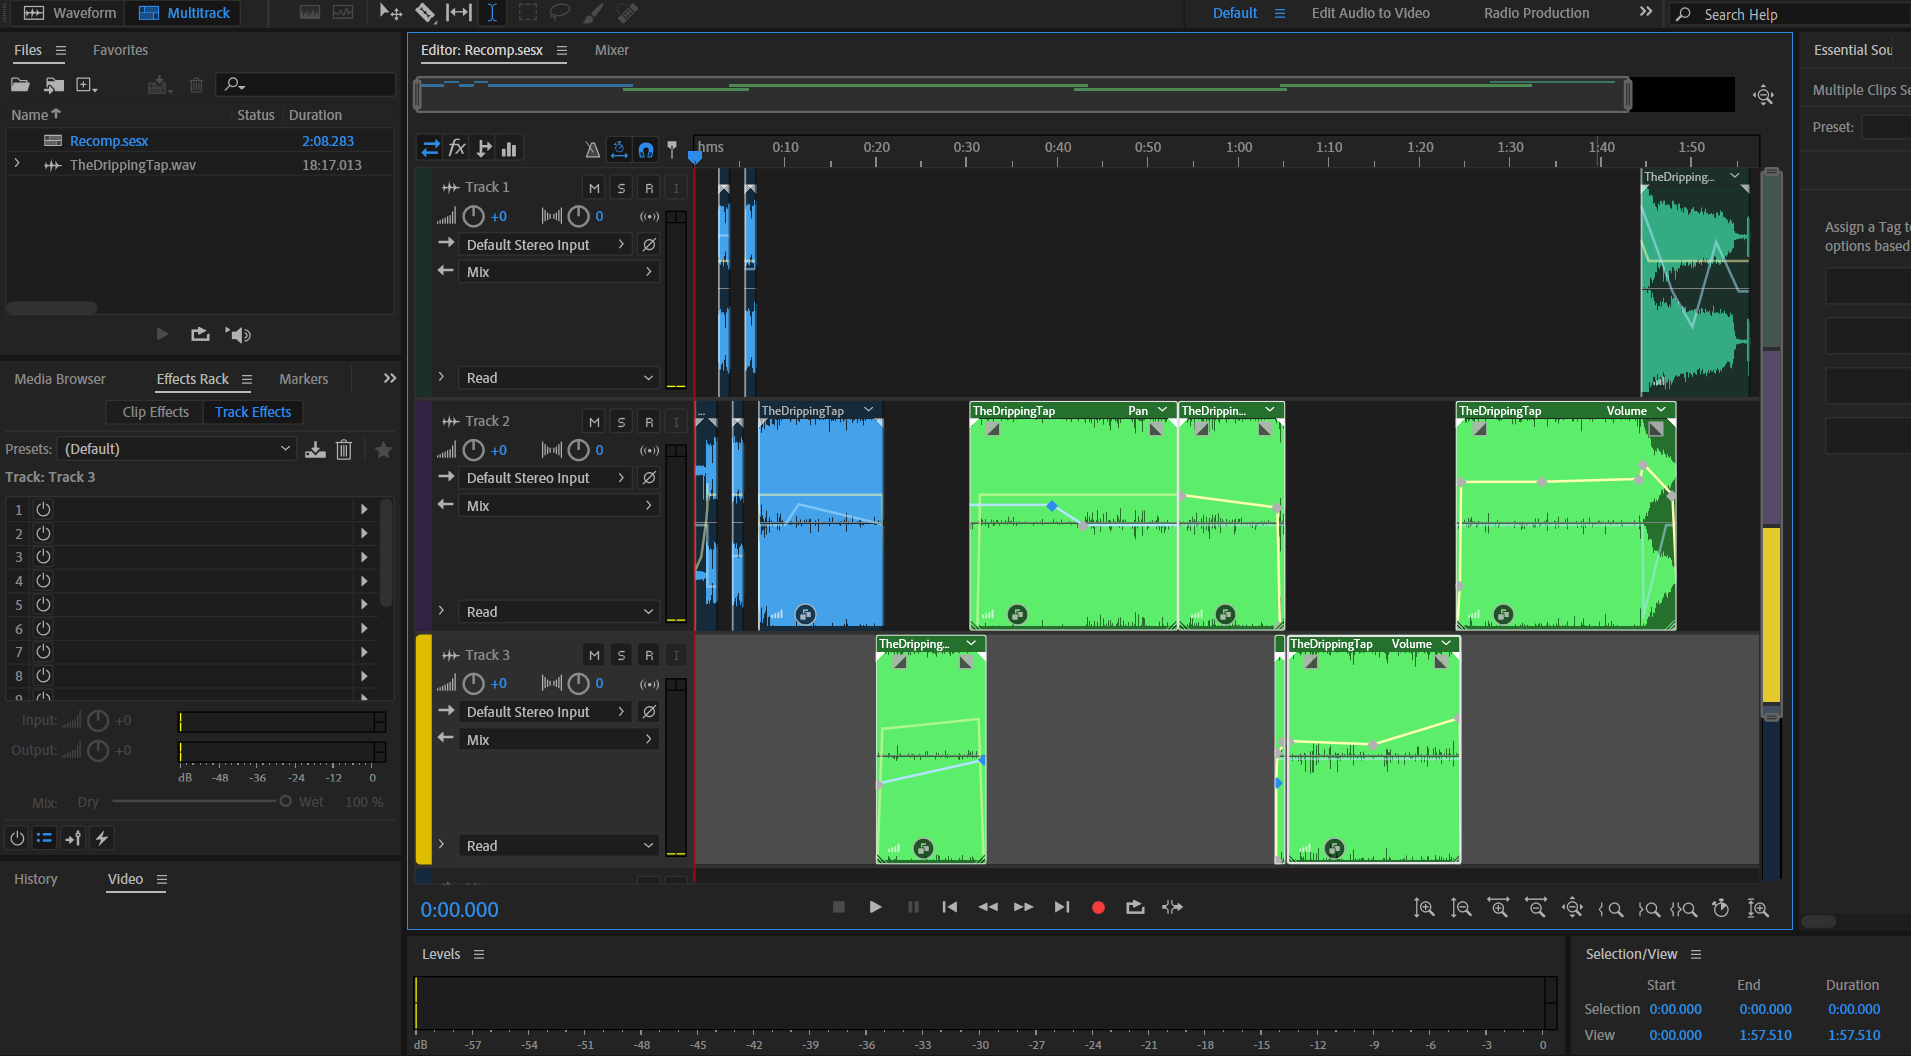 Waveform Multitrack Default Edit Audio to Video Radio Production Search Help
Files Favorites
Name Status Duration
Recomp.sesx 2:08.283
TheDrippingTap.wav 18:17.013
Media Browser Effects Rack Markers
Clip Effects Track Effects
Presets: (Default)
Track: Track 3
1
2
3
4
5
6
7
8
9
Input: +0
Output: +0
dB -48 -36 -24 -12 0
Mix: Dry Wet 100 %
History Video
Editor: Recomp.sesx Mixer
fx
hms 0:10 0:20 0:30 0:40 0:50 1:00 1:10 1:20 1:30 1:40 1:50
Track 1 M S R I
+0 0
Default Stereo Input
Mix
Read
TheDripping...
Track 2 M S R I
+0 0
Default Stereo Input
Mix
Read
... TheDrippingTap TheDrippingTap Pan TheDrippin... TheDrippingTap Volume
Track 3 M S R I
+0 0
Default Stereo Input
Mix
Read
TheDripping... TheDrippingTap Volume
0:00.000
Levels
dB -57 -54 -51 -48 -45 -42 -39 -36 -33 -30 -27 -24 -21 -18 -15 -12 -9 -6 -3 0
Essential Sou
Multiple Clips Se
Preset:
Assign a Tag to
options based
Selection/View
Start End Duration
Selection 0:00.000 0:00.000 0:00.000
View 0:00.000 1:57.510 1:57.510